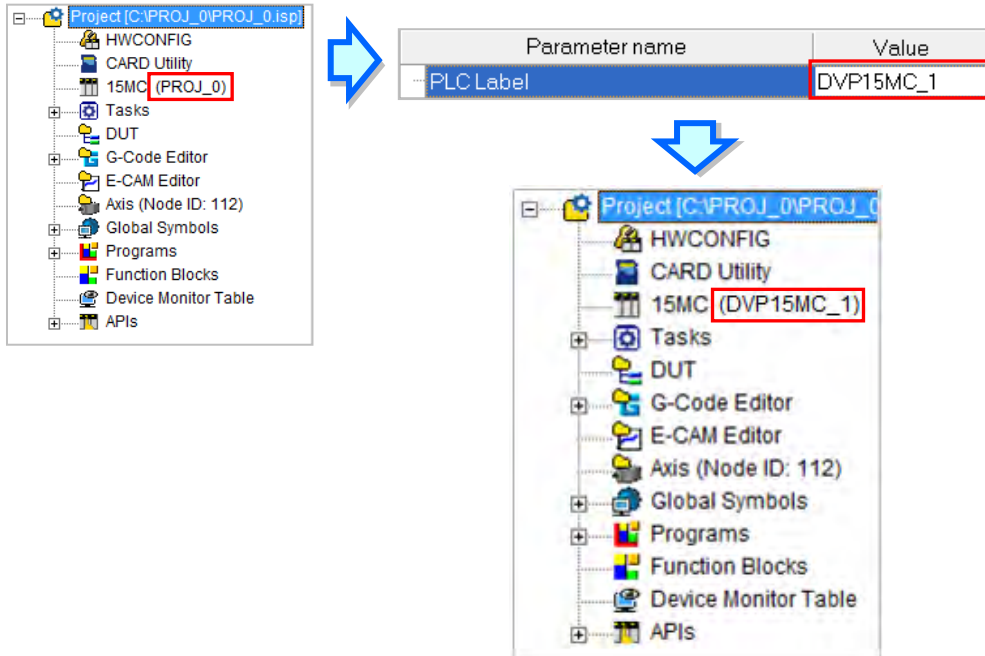 Project [C:\PROJ_0\PROJ_0.isp]
HWCONFIG
CARD Utility
15MC (PROJ_0)
Tasks
DUT
G-Code Editor
E-CAM Editor
Axis (Node ID: 112)
Global Symbols
Programs
Function Blocks
Device Monitor Table
APIs
Parameter name Value
PLC Label DVP15MC_1
Project [C:\PROJ_0\PROJ_0
HWCONFIG
CARD Utility
15MC (DVP15MC_1)
Tasks
DUT
G-Code Editor
E-CAM Editor
Axis (Node ID: 112)
Global Symbols
Programs
Function Blocks
Device Monitor Table
APIs